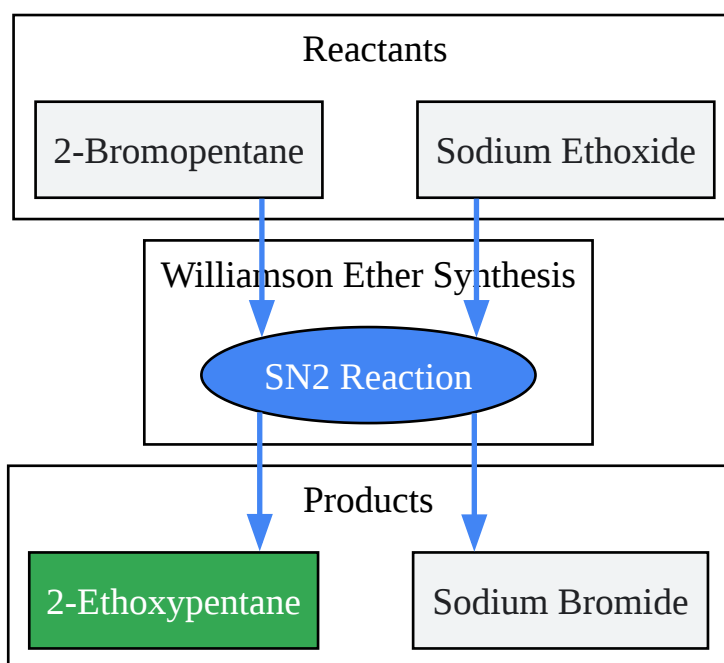 Reactants
2-Bromopentane
Sodium Ethoxide
Williamson Ether Synthesis
SN2 Reaction
Products
2-Ethoxypentane
Sodium Bromide